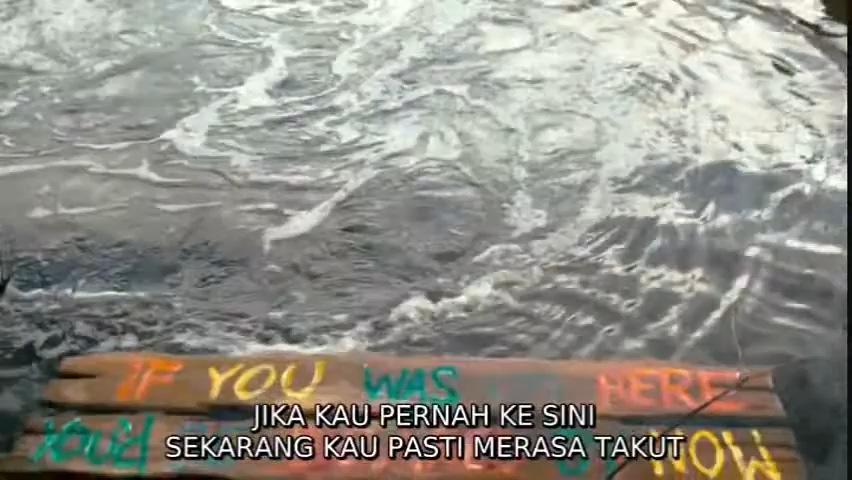 IF YOU WAS HERE
NOW
JIKA KAU PERNAH KE SINI
SEKARANG KAU PASTI MERASA TAKUT